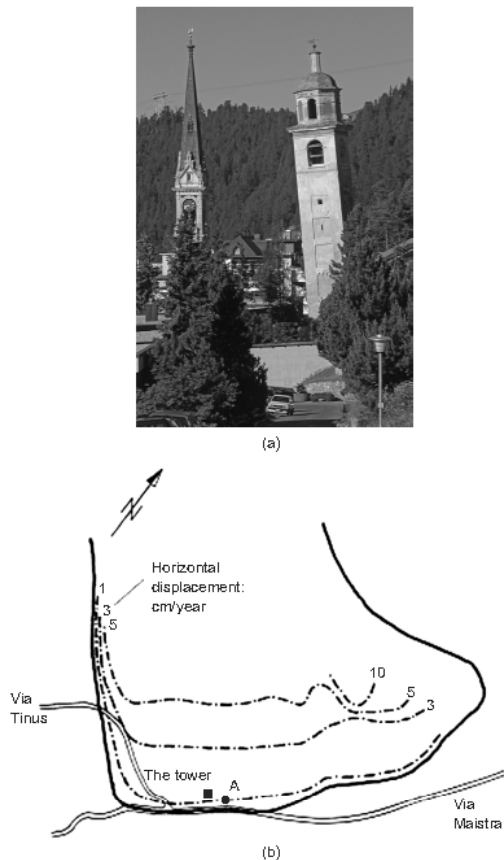 (a)
N
Horizontal
displacement:
cm/year
1
3
5
10
5
3
Via
Tinus
The tower
A
Via
Maistra
(b)